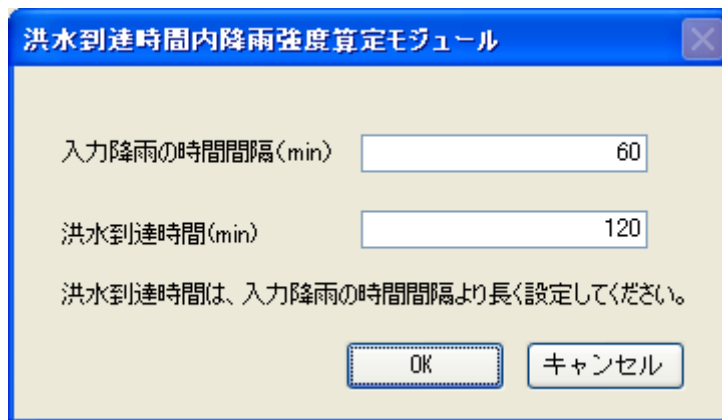 洪水到達時間内降雨強度算定モジュール
入力降雨の時間間隔(min) 60
洪水到達時間(min) 120
洪水到達時間は、入力降雨の時間間隔より長く設定してください。
OK キャンセル